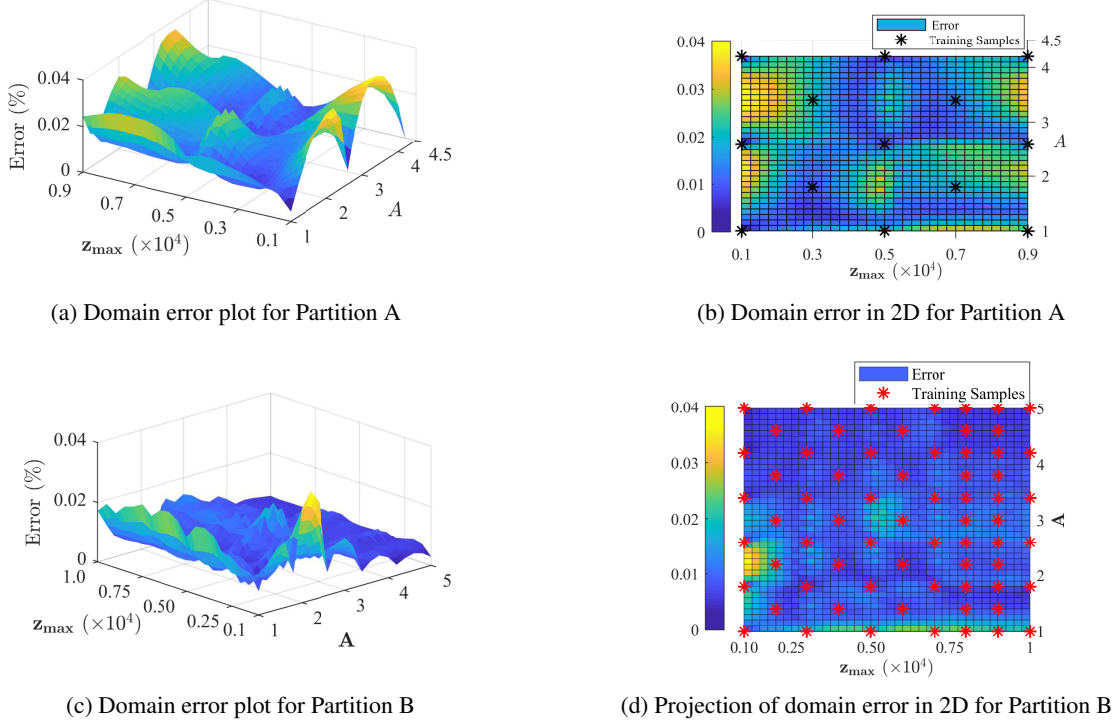 0.04
0.02
0
Error (%)
0.9
0.7
0.5
0.3
0.1
z_max (×10^4)
1
2
3
4
4.5
A
(a) Domain error plot for Partition A
Error
Training Samples
0.04
0.03
0.02
0.01
0
4.5
4
3
2
1
A
0.1 0.3 0.5 0.7 0.9
z_max (×10^4)
(b) Domain error in 2D for Partition A
0.04
0.02
0
Error (%)
1.0
0.75
0.50
0.25
0.1
z_max (×10^4)
1
2
3
4
5
A
(c) Domain error plot for Partition B
Error
Training Samples
0.04
0.03
0.02
0.01
0
5
4
3
2
1
A
0.10 0.25 0.50 0.75 1
z_max (×10^4)
(d) Projection of domain error in 2D for Partition B